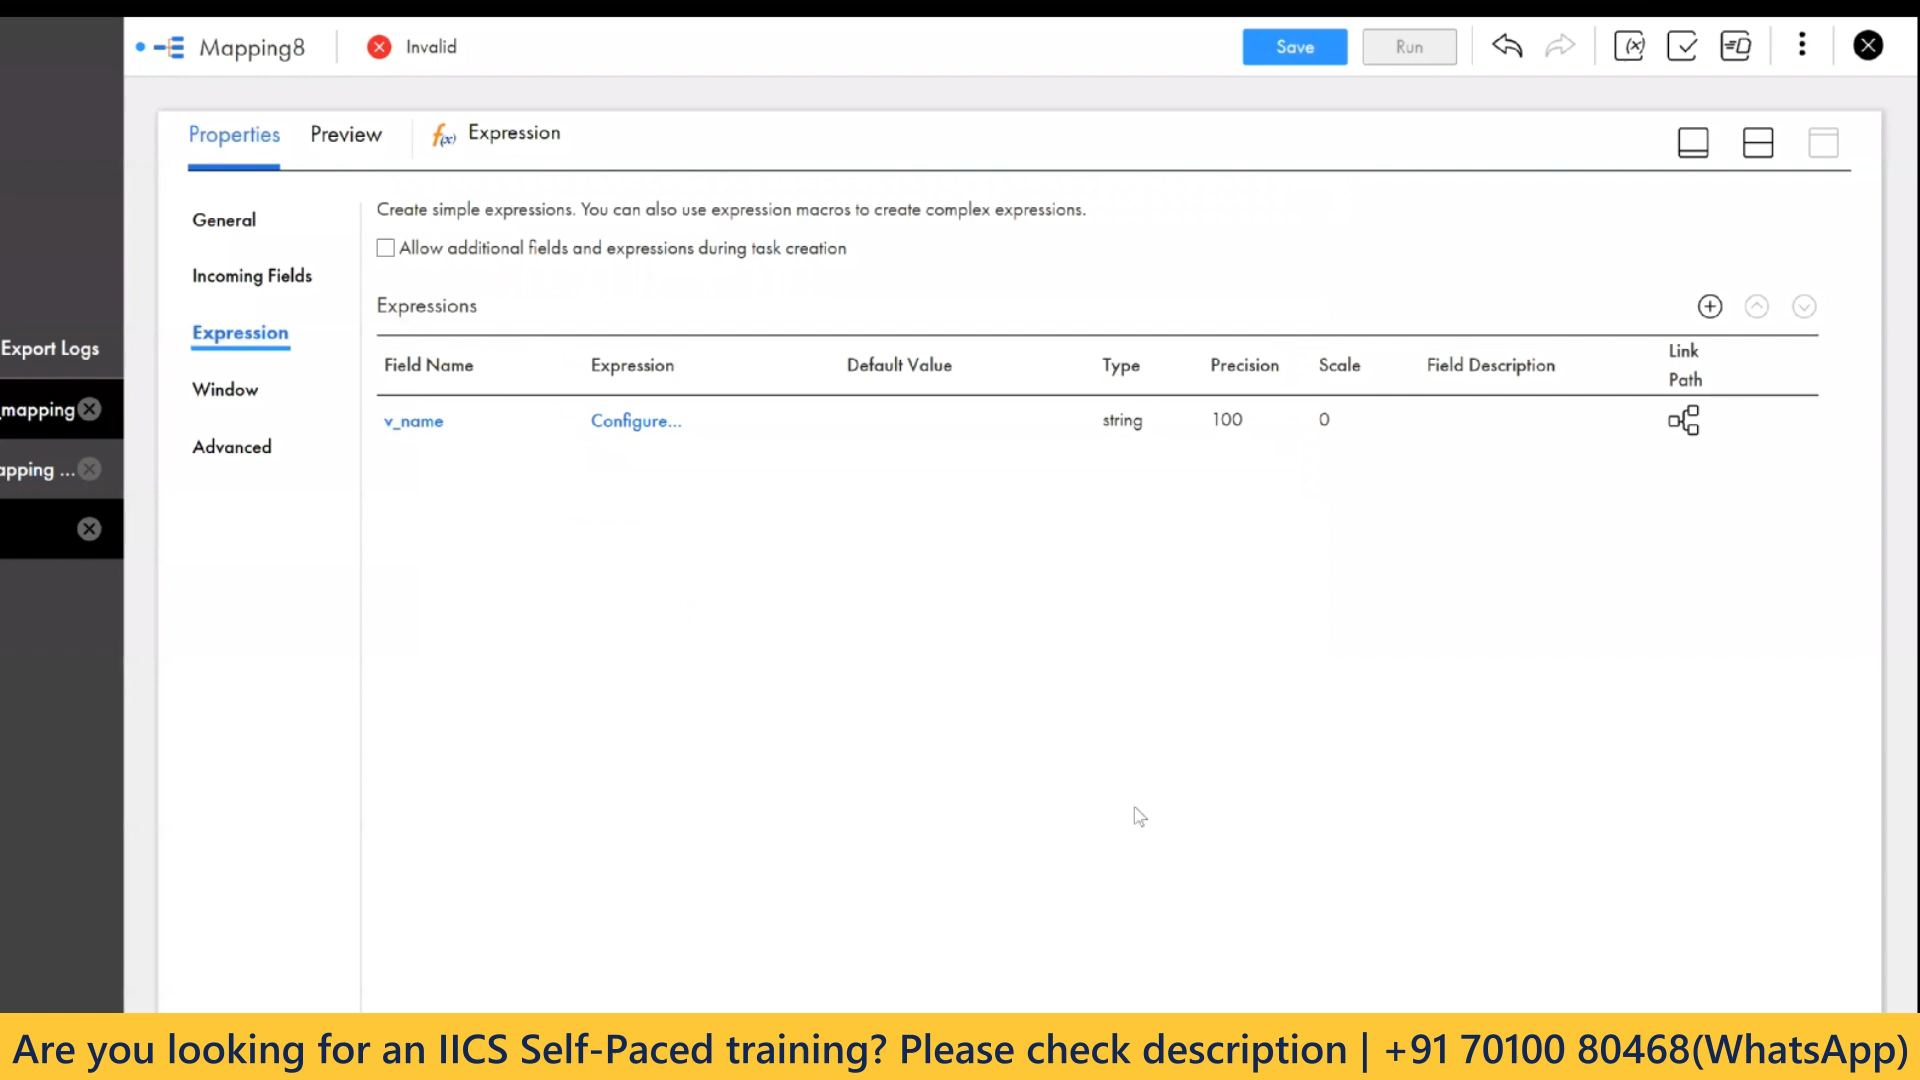 Mapping8
Invalid
Save
Run
Properties
Preview
Expression
General
Incoming Fields
Expression
Window
Advanced
Export Logs
mapping
apping ...
Create simple expressions. You can also use expression macros to create complex expressions.
Allow additional fields and expressions during task creation
Expressions
Field Name
Expression
Default Value
Type
Precision
Scale
Field Description
Link
Path
v_name
Configure...
string
100
0
Are you looking for an IICS Self-Paced training? Please check description | +91 70100 80468(WhatsApp)